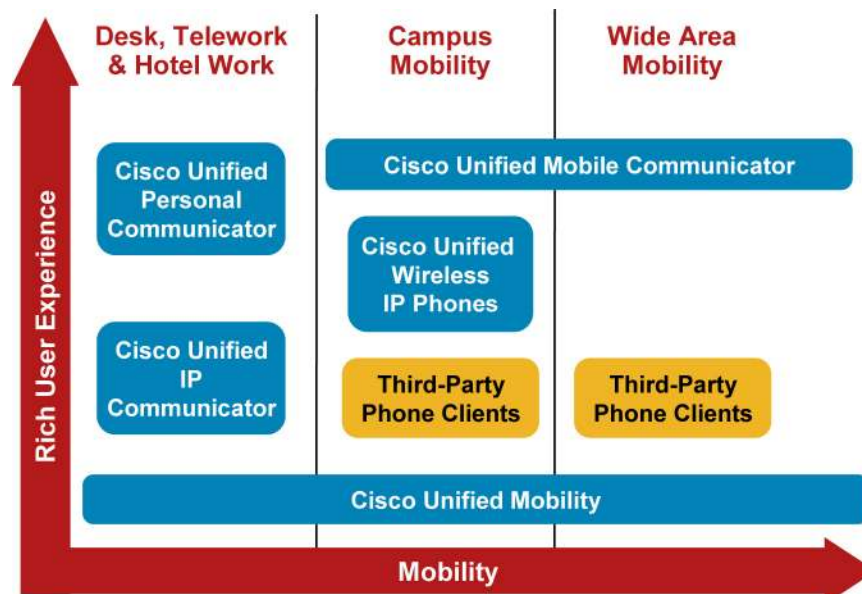 Desk, Telework
& Hotel Work
Campus
Mobility
Wide Area
Mobility
Cisco Unified
Personal
Communicator
Cisco Unified Mobile Communicator
Cisco Unified
Wireless
IP Phones
Cisco Unified
IP
Communicator
Third-Party
Phone Clients
Third-Party
Phone Clients
Cisco Unified Mobility
Rich User Experience
Mobility